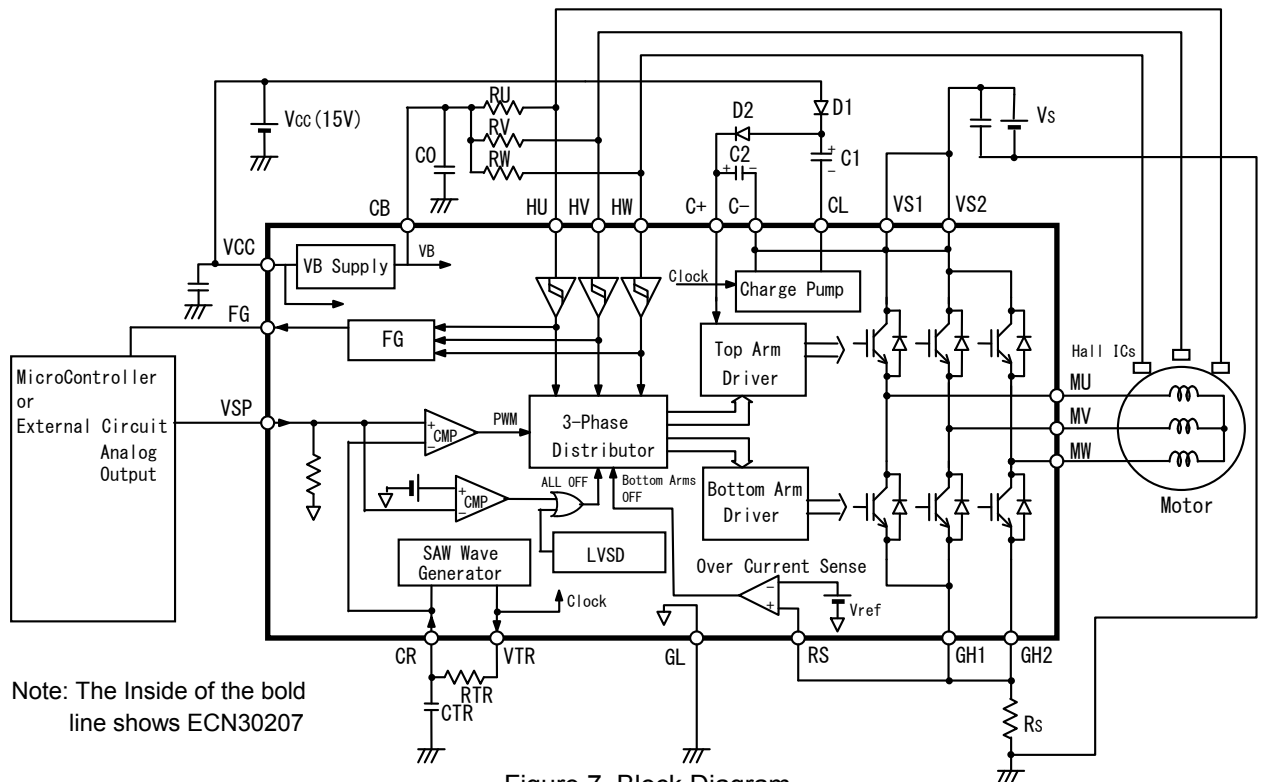 VCC (15V)
RU
RV
RW
C0
D2
D1
C2
+
-
+
-
C1
VS
CB
HU
HV
HW
C+
C-
CL
VS1
VS2
VCC
VB Supply
VB
Clock
Charge Pump
FG
FG
Top Arm
Driver
Hall ICs
MicroController
or
External Circuit
Analog
Output
VSP
+
-
CMP
PWM
3-Phase
Distributor
MU
MV
MW
Motor
ALL OFF
Bottom Arms
OFF
+
-
CMP
Bottom Arm
Driver
SAW Wave
Generator
LVSD
Over Current Sense
-
+
Vref
Clock
CR
VTR
GL
RS
GH1
GH2
RTR
CTR
RS
Note: The Inside of the bold
line shows ECN30207
Figure 7. Block Diagram